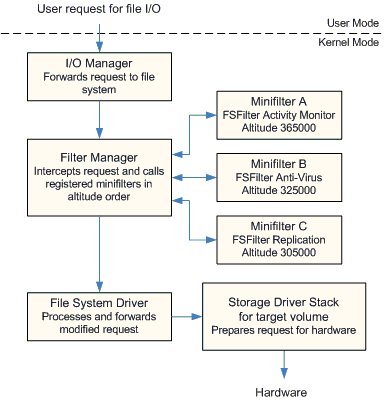 User request for file I/O
User Mode
Kernel Mode
I/O Manager
Forwards request to file
system
Minifilter A
FSFilter Activity Monitor
Altitude 365000
Filter Manager
Intercepts request and calls
registered minifilters in
altitude order
Minifilter B
FSFilter Anti-Virus
Altitude 325000
Minifilter C
FSFilter Replication
Altitude 305000
File System Driver
Processes and forwards
modified request
Storage Driver Stack
for target volume
Prepares request for hardware
Hardware